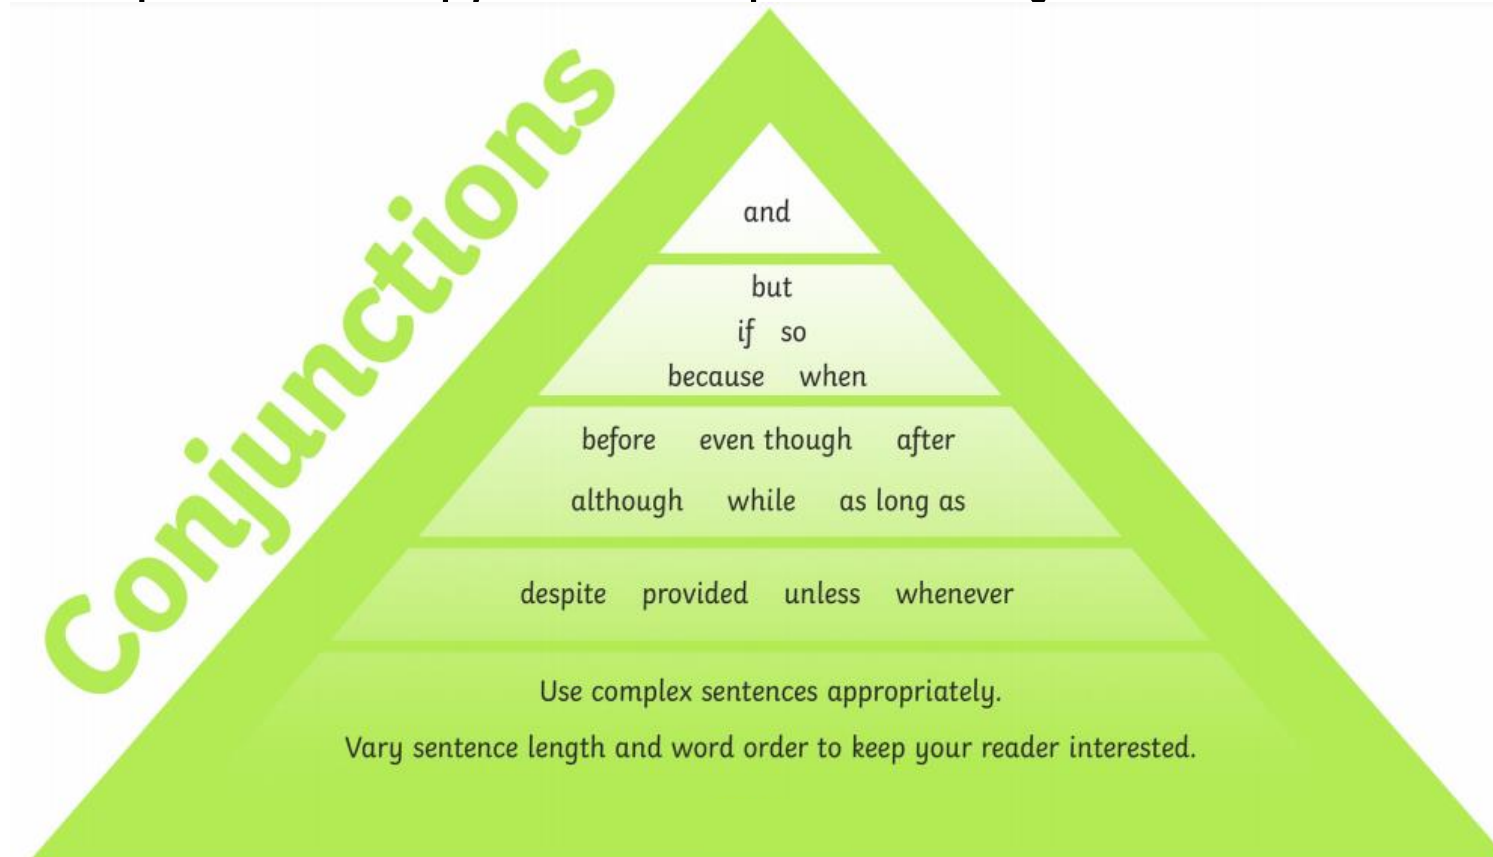 Conjunctions
and
but
if so
because when
before even though after
although while as long as
despite provided unless whenever
Use complex sentences appropriately.
Vary sentence length and word order to keep your reader interested.